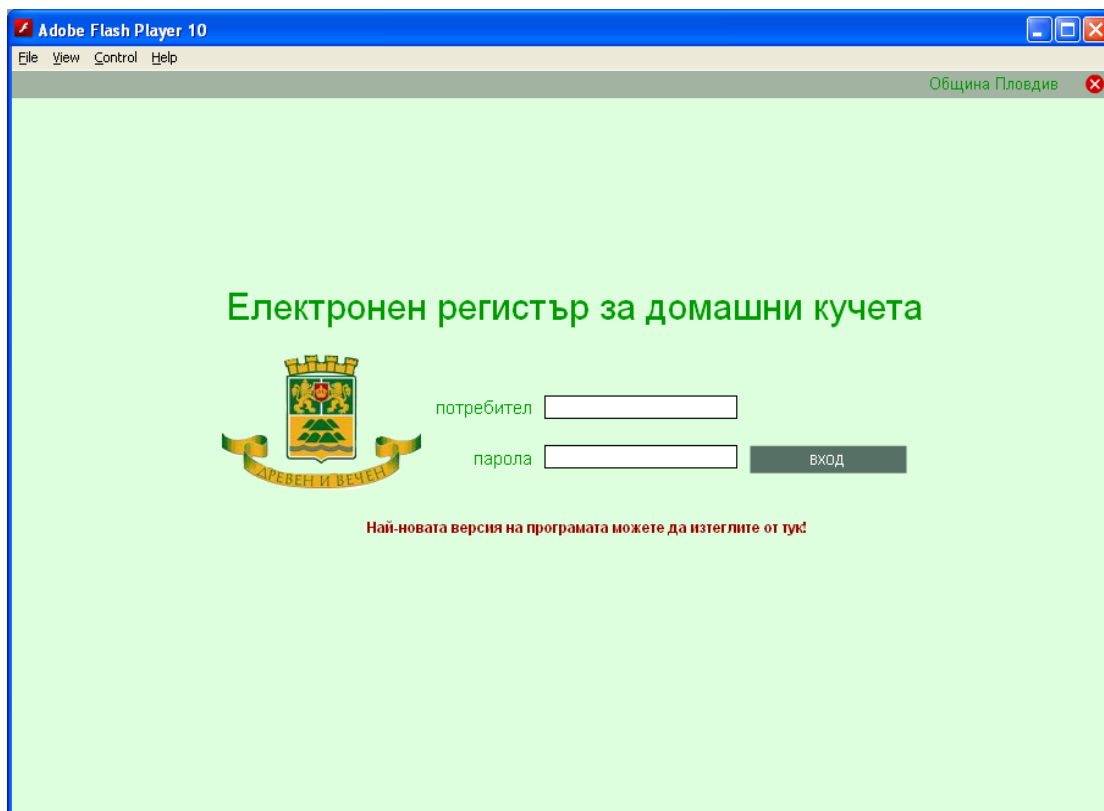 Adobe Flash Player 10
File View Control Help
Община Пловдив
Електронен регистър за домашни кучета
потребител
ДРЕВЕН И ВЕЧЕН
парола
вход
Най-новата версия на програмата можете да изтеглите от тук!